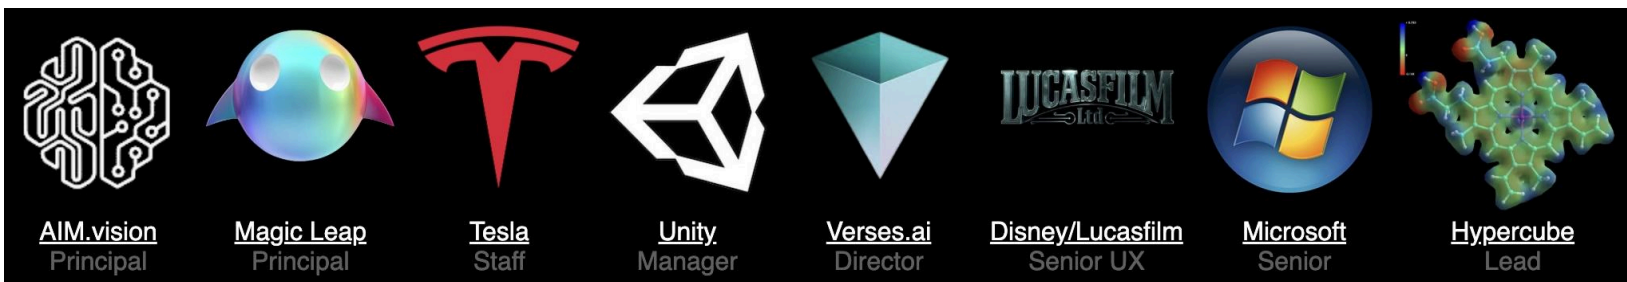 LUCASFILM
Ltd
AIM.vision
Magic Leap
Tesla
Unity
Verses.ai
Disney/Lucasfilm
Microsoft
Hypercube
Principal
Principal
Staff
Manager
Director
Senior UX
Senior
Lead